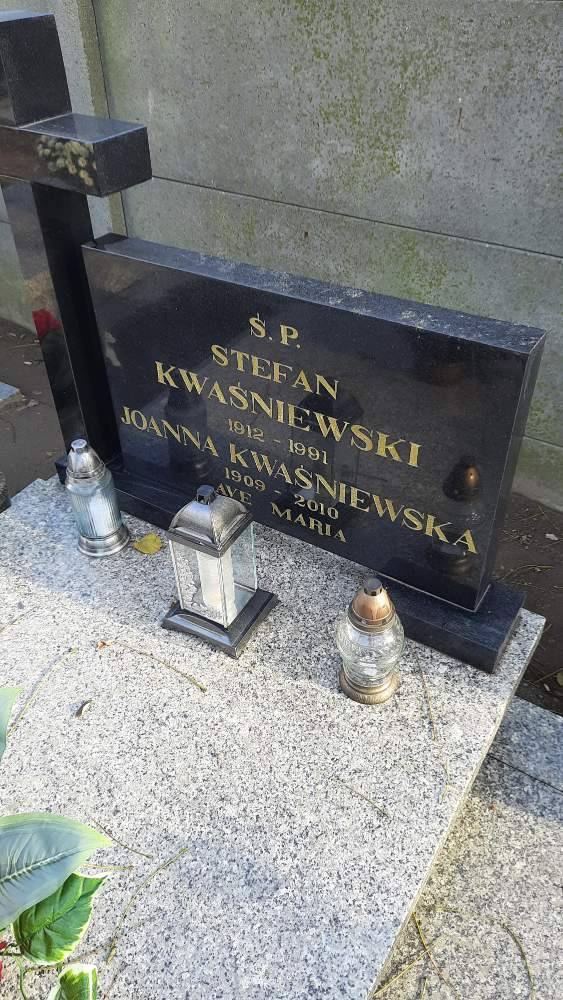 Ś. P.
STEFAN
KWAŚNIEWSKI
1912 - 1991
JOANNA KWAŚNIEWSKA
1909 - 2010
AVE MARIA